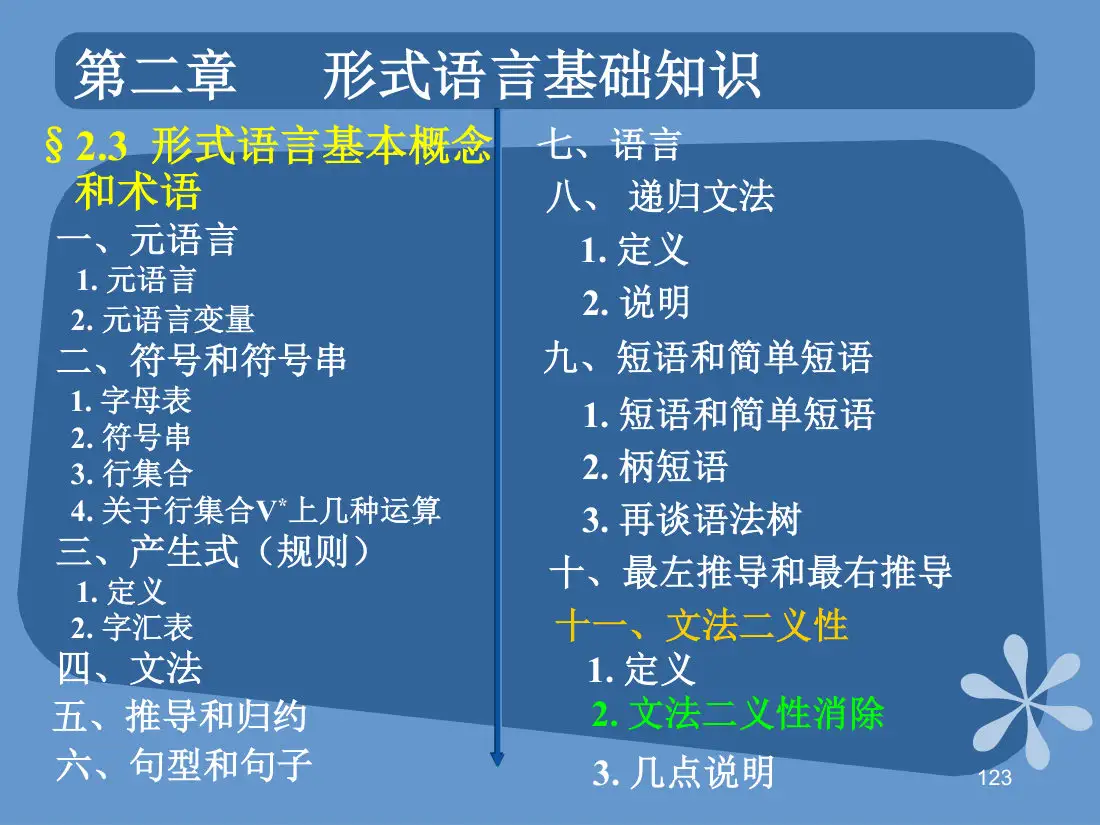 第二章 形式语言基础知识
§2.3 形式语言基本概念
和术语
一、元语言
1. 元语言
2. 元语言变量
二、符号和符号串
1. 字母表
2. 符号串
3. 行集合
4. 关于行集合V*上几种运算
三、产生式（规则）
1. 定义
2. 字汇表
四、文法
五、推导和归约
六、句型和句子
七、语言
八、 递归文法
1. 定义
2. 说明
九、短语和简单短语
1. 短语和简单短语
2. 柄短语
3. 再谈语法树
十、最左推导和最右推导
十一、文法二义性
1. 定义
2. 文法二义性消除
3. 几点说明
123